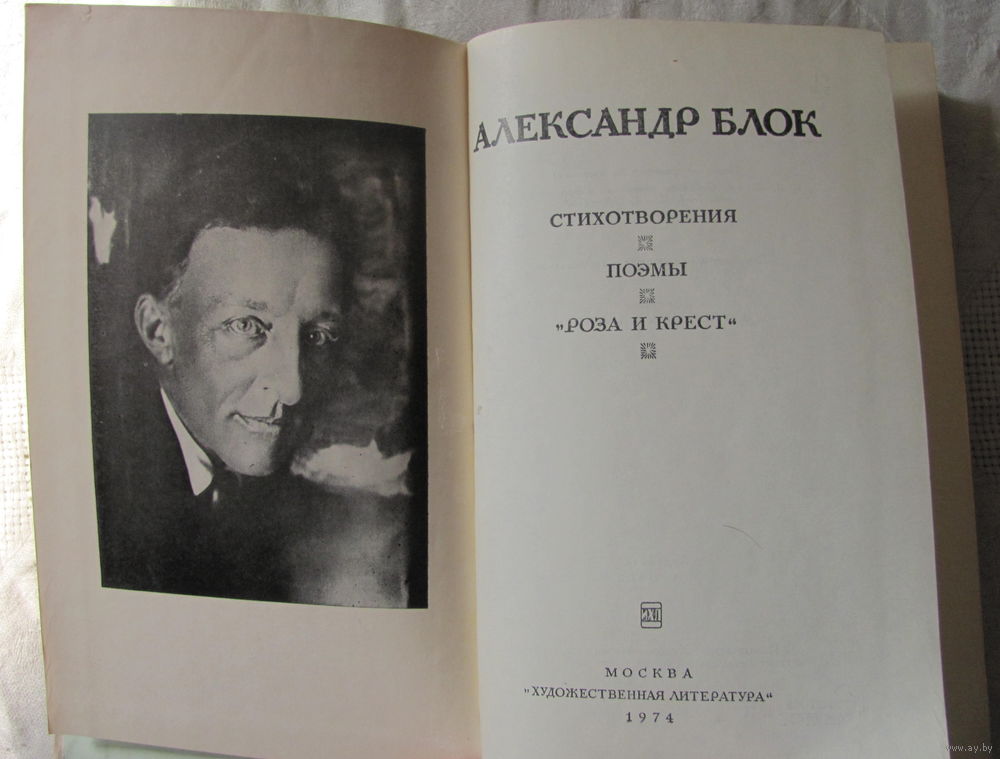 АЛЕКСАНДР БЛОК
СТИХОТВОРЕНИЯ
ПОЭМЫ
„РОЗА И КРЕСТ“
МОСКВА
„ХУДОЖЕСТВЕННАЯ ЛИТЕРАТУРА“
1974
www.ay.by